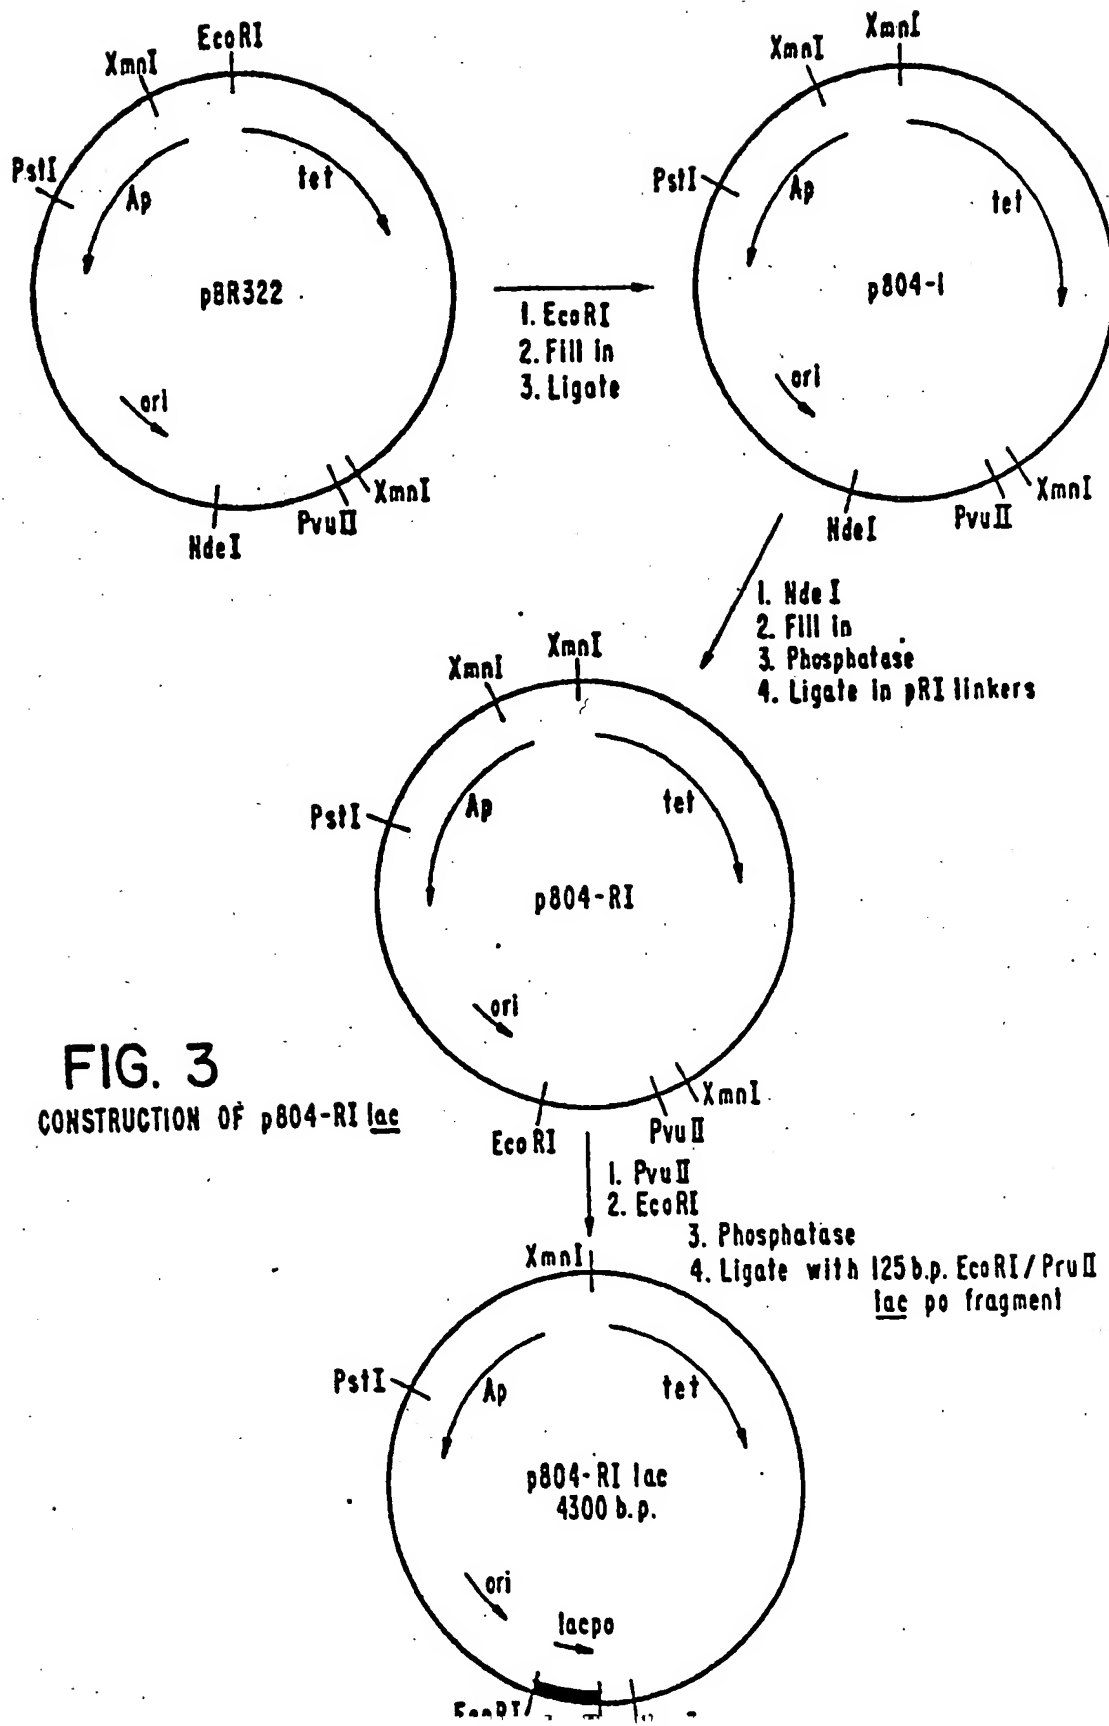 EcoRI
XmnI
PstI
Ap
tet
pBR322
ori
NdeI
PvuII
XmnI
1. EcoRI
2. Fill in
3. Ligate
XmnI
XmnI
PstI
Ap
tet
p804-1
ori
NdeI
PvuII
XmnI
1. Nde I
2. Fill in
3. Phosphatase
4. Ligate in pRI linkers
XmnI
XmnI
PstI
Ap
tet
p804-RI
ori
EcoRI
PvuII
XmnI
FIG. 3
CONSTRUCTION OF p804-RI lac
1. PvuII
2. EcoRI
3. Phosphatase
4. Ligate with 125 b.p. EcoRI / PruII
lac po fragment
XmnI
PstI
Ap
tet
p804-RI lac
4300 b.p.
ori
lacpo
EcoRI